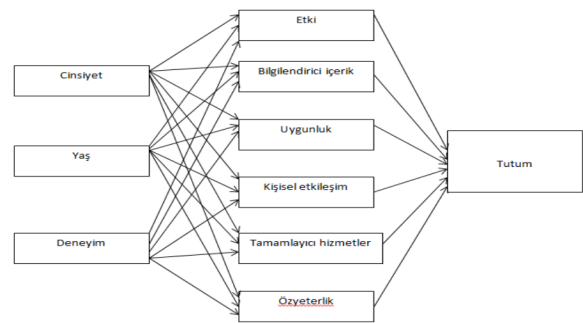 Etki
Cinsiyet
Bilgilendirici içerik
Uygunluk
Yaş
Tutum
Kişisel etkileşim
Deneyim
Tamamlayıcı hizmetler
Özyeterlik